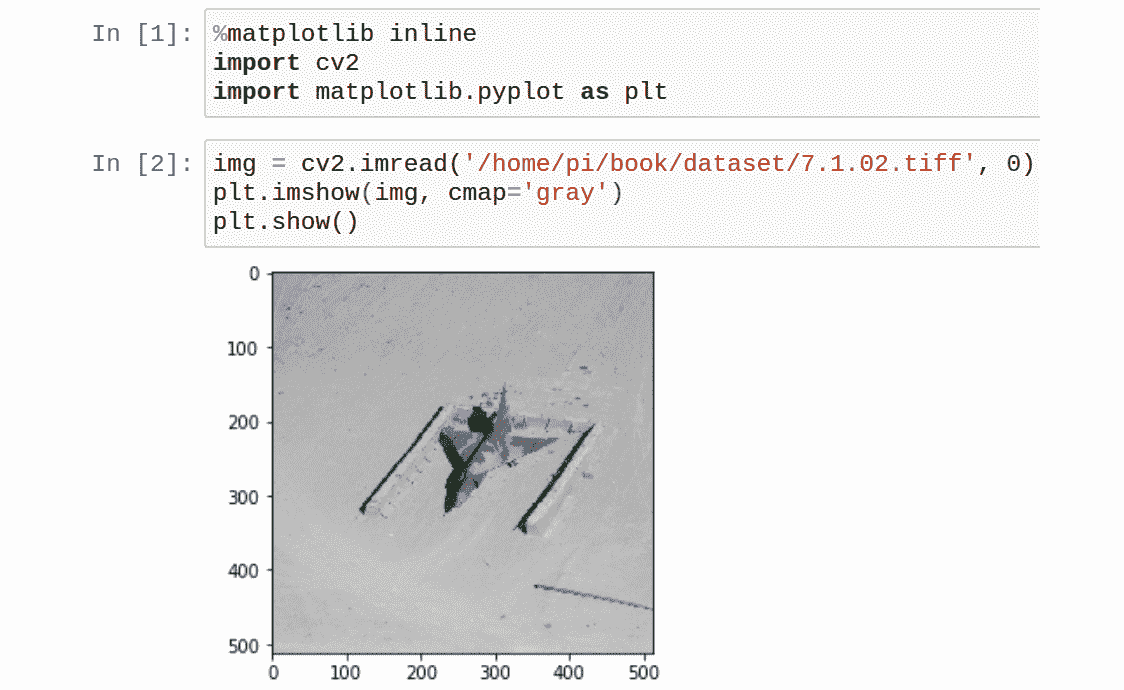 In [1]: %matplotlib inline
import cv2
import matplotlib.pyplot as plt
In [2]: img = cv2.imread('/home/pi/book/dataset/7.1.02.tiff', 0)
plt.imshow(img, cmap='gray')
plt.show()
0
100
200
300
400
500
0 100 200 300 400 500